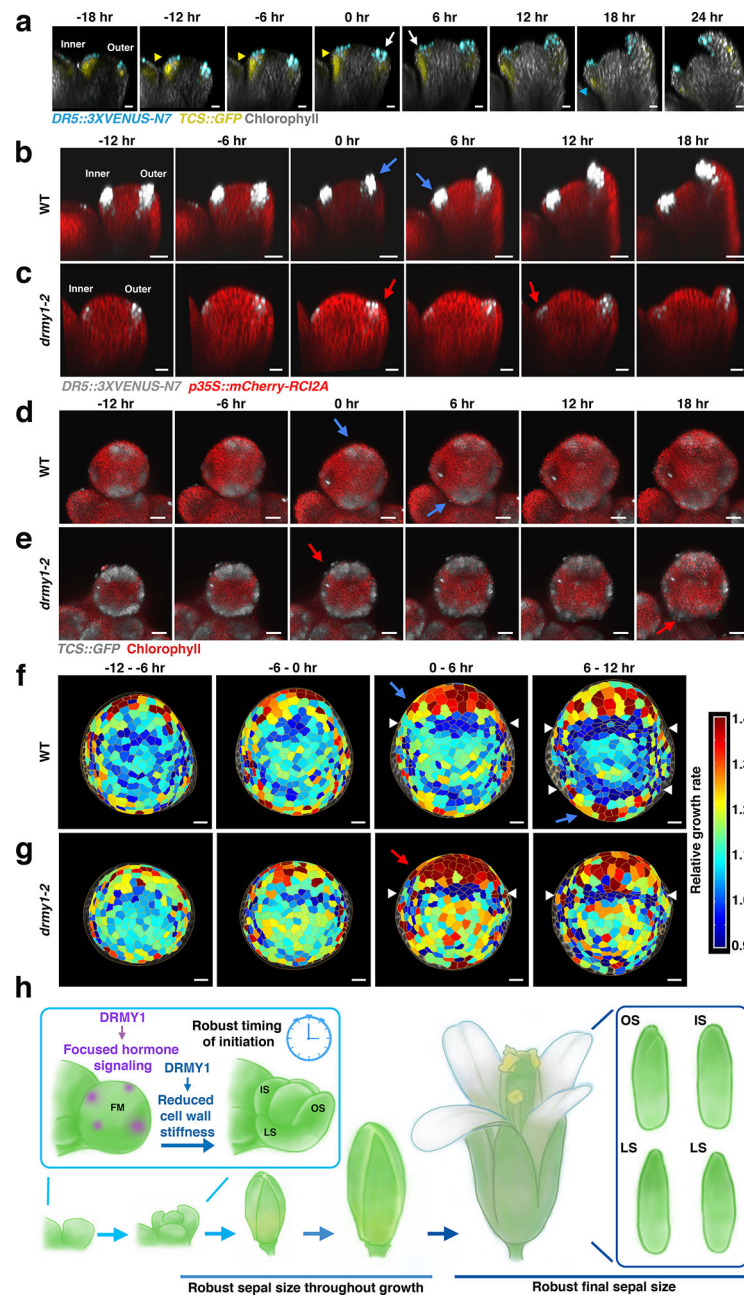 a
-18 hr -12 hr -6 hr 0 hr 6 hr 12 hr 18 hr 24 hr
Inner Outer
DR5::3XVENUS-N7 TCS::GFP Chlorophyll
b
-12 hr -6 hr 0 hr 6 hr 12 hr 18 hr
WT
Inner Outer
c
drmy1-2
Inner Outer
DR5::3XVENUS-N7 p35S::mCherry-RCI2A
d
-12 hr -6 hr 0 hr 6 hr 12 hr 18 hr
WT
e
drmy1-2
TCS::GFP Chlorophyll
f
-12 - -6 hr -6 - 0 hr 0 - 6 hr 6 - 12 hr
WT
g
drmy1-2
Relative growth rate
h
DRMY1
Focused hormone
signaling
FM
DRMY1
Reduced
cell wall
stiffness
Robust timing
of initiation
IS
OS
LS
OS IS
LS LS
Robust sepal size throughout growth
Robust final sepal size